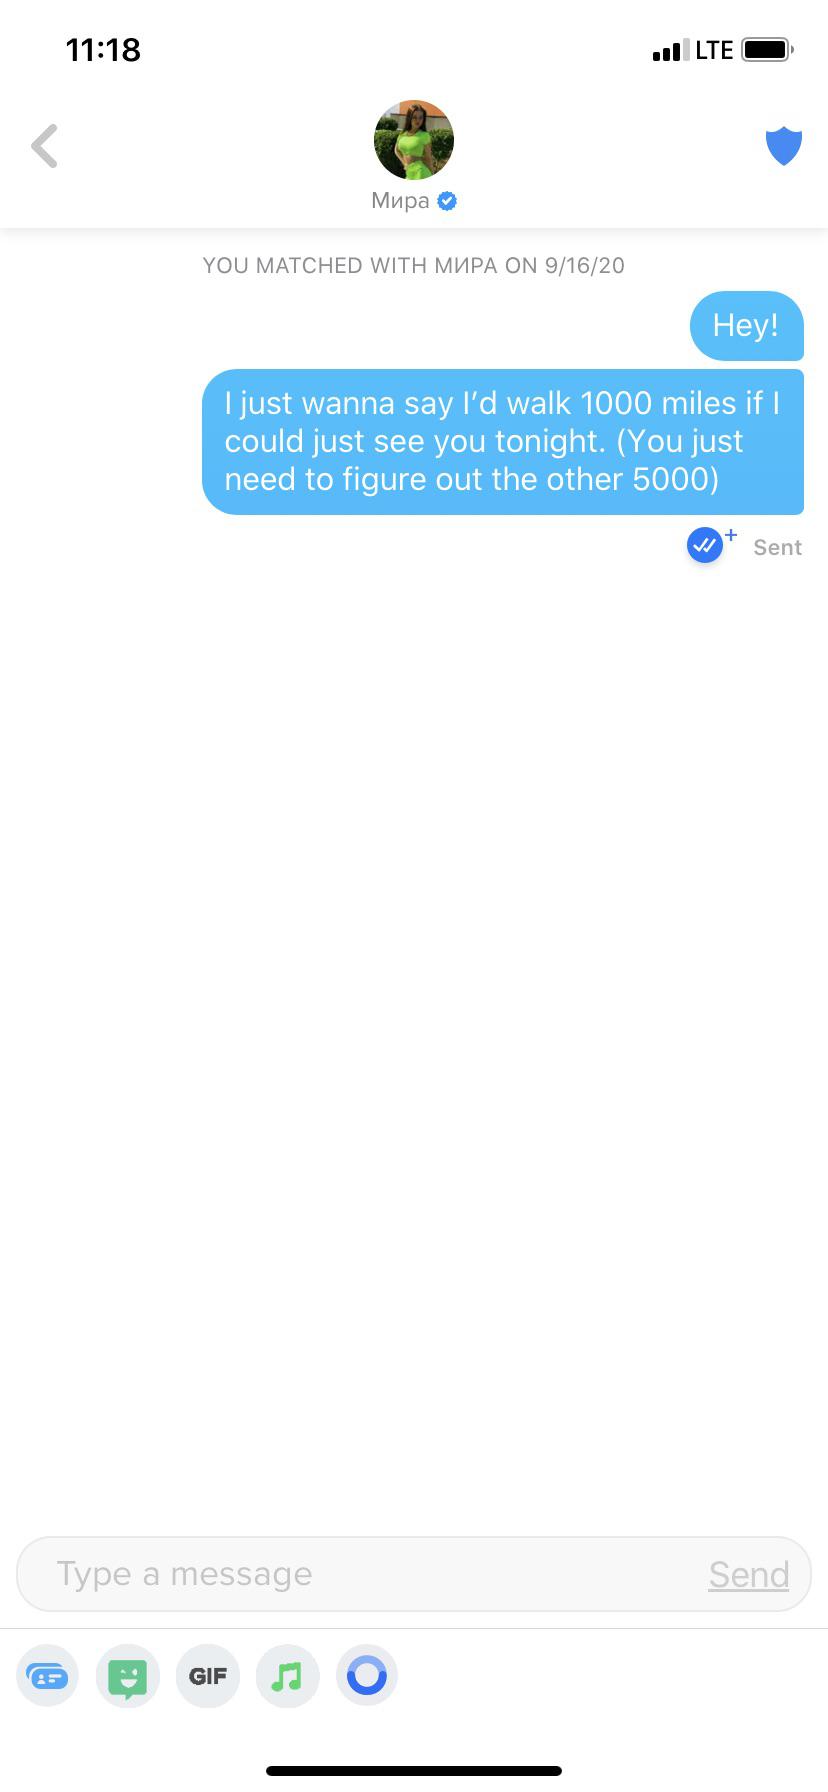 11:18
LTE
Мира
YOU MATCHED WITH МИРА ON 9/16/20
Hey!
I just wanna say I’d walk 1000 miles if I
could just see you tonight. (You just
need to figure out the other 5000)
Sent
Type a message
Send
GIF